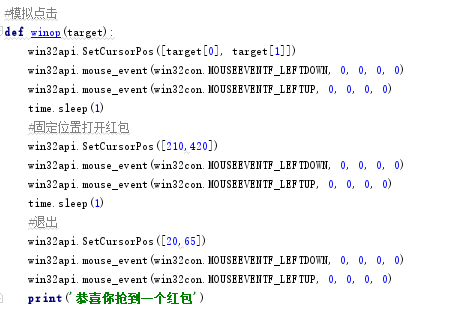 #模拟点击
def winop(target):
win32api.SetCursorPos([target[0], target[1]])
win32api.mouse_event(win32con.MOUSEEVENTF_LEFTDOWN, 0, 0, 0, 0)
win32api.mouse_event(win32con.MOUSEEVENTF_LEFTUP, 0, 0, 0, 0)
time.sleep(1)
#固定位置打开红包
win32api.SetCursorPos([210,420])
win32api.mouse_event(win32con.MOUSEEVENTF_LEFTDOWN, 0, 0, 0, 0)
win32api.mouse_event(win32con.MOUSEEVENTF_LEFTUP, 0, 0, 0, 0)
time.sleep(1)
#退出
win32api.SetCursorPos([20,65])
win32api.mouse_event(win32con.MOUSEEVENTF_LEFTDOWN, 0, 0, 0, 0)
win32api.mouse_event(win32con.MOUSEEVENTF_LEFTUP, 0, 0, 0, 0)
print('恭喜你抢到一个红包')